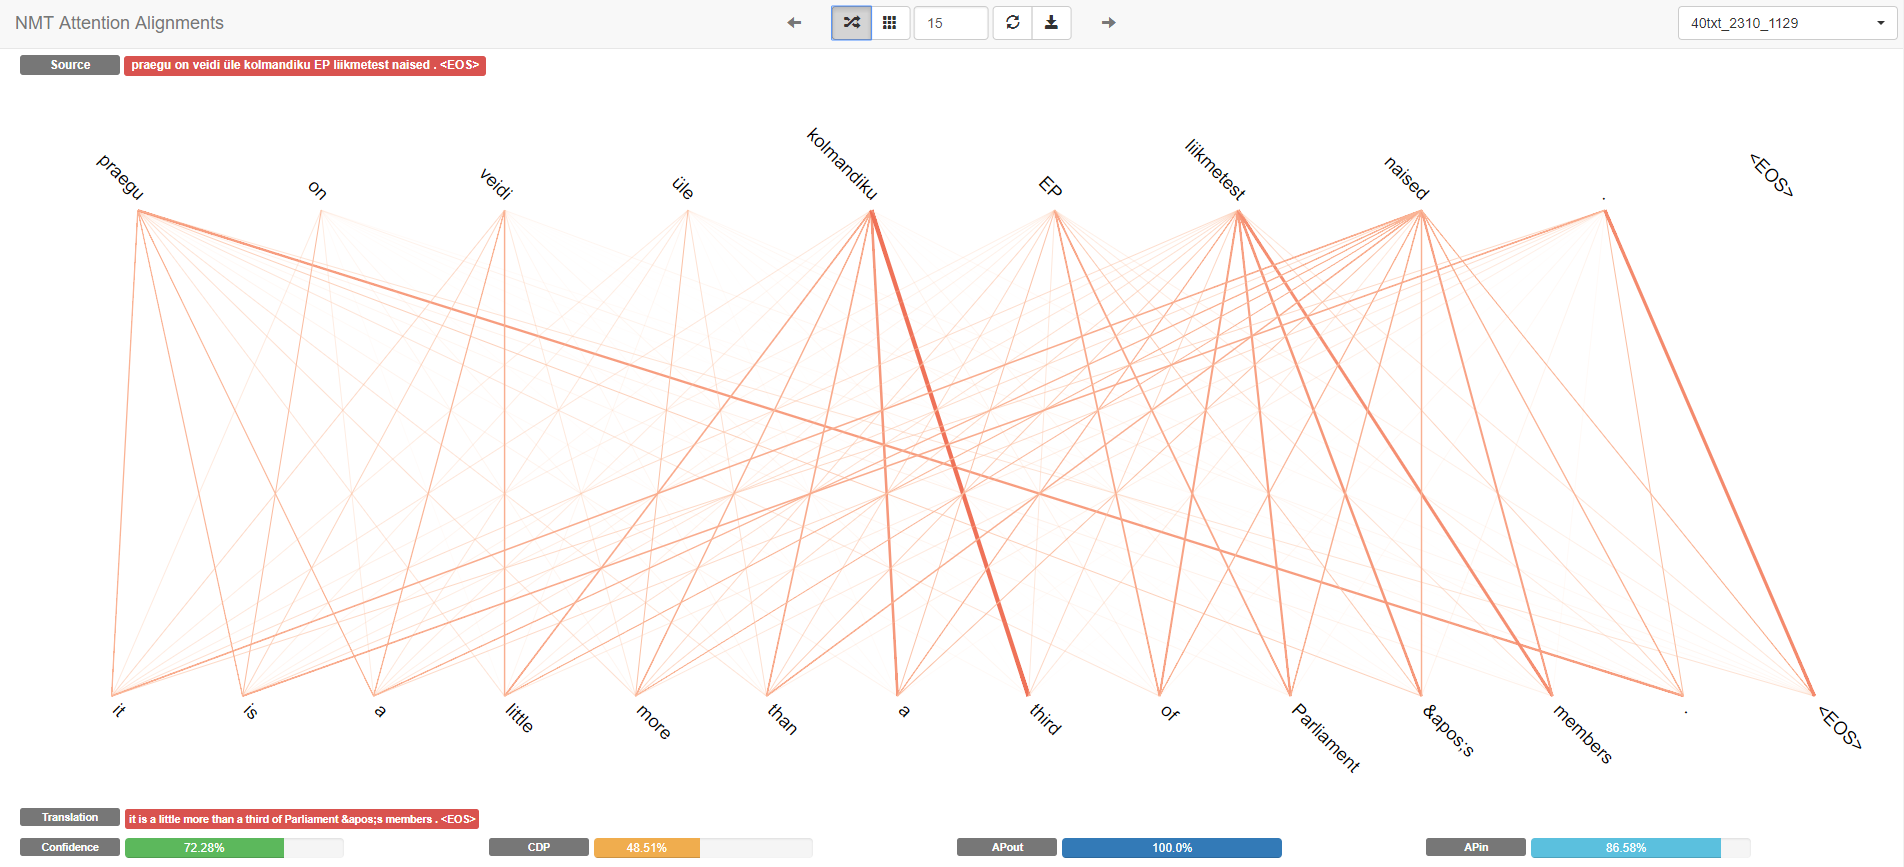 NMT Attention Alignments
15
40txt_2310_1129
Source praegu on veidi üle kolmandiku EP liikmetest naised . <EOS>
praegu on veidi üle kolmandiku EP liikmetest naised . <EOS>
it is a little more than a third of Parliament &apos;s members . <EOS>
Translation it is a little more than a third of Parliament &apos;s members . <EOS>
Confidence 72.28% CDP 48.51% APout 100.0% APin 86.58%